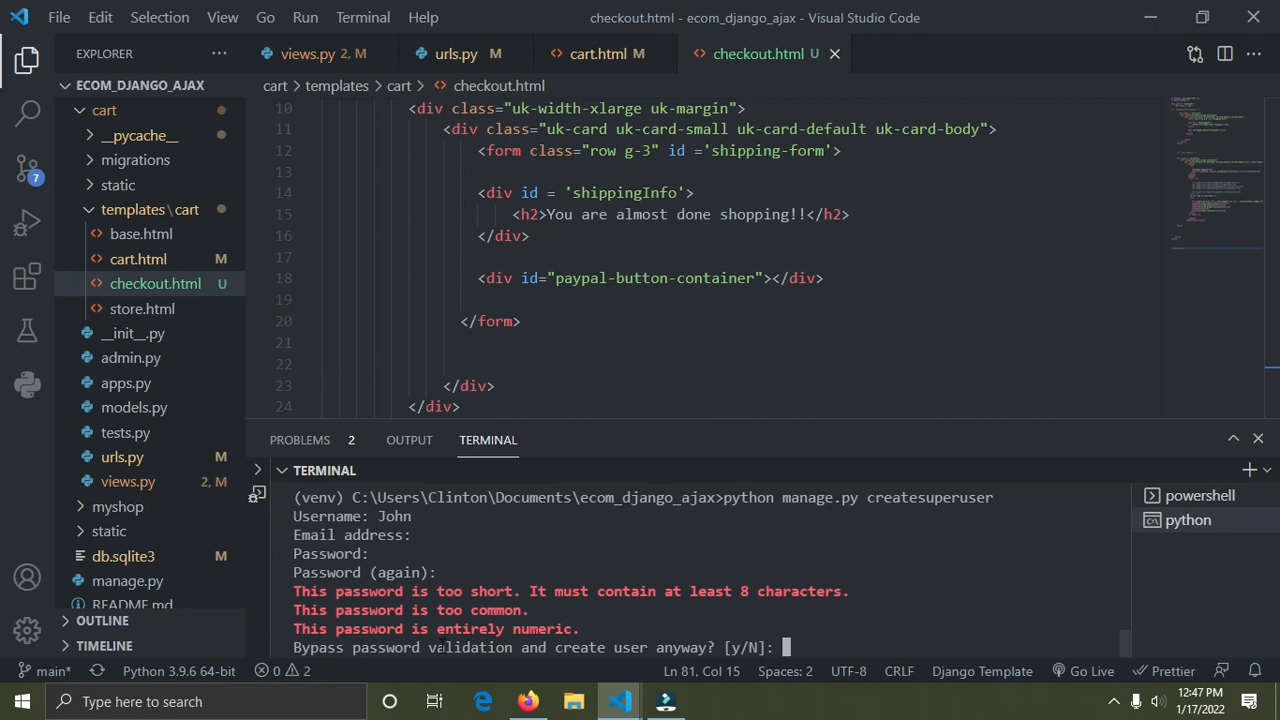 File Edit Selection View Go Run Terminal Help checkout.html - ecom_django_ajax - Visual Studio Code
EXPLORER
views.py 2, M
urls.py M
cart.html M
checkout.html U
ECOM_DJANGO_AJAX
cart > templates > cart > checkout.html
cart
__pycache__
migrations
static
templates\cart
base.html
cart.html M
checkout.html U
store.html
__init__.py
admin.py
apps.py
models.py
tests.py
urls.py M
views.py 2, M
myshop
static
db.sqlite3 M
manage.py
README.md
OUTLINE
TIMELINE
7
10 <div class="uk-width-xlarge uk-margin">
11 <div class="uk-card uk-card-small uk-card-default uk-card-body">
12 <form class="row g-3" id ='shipping-form'>
13
14 <div id = 'shippingInfo'>
15 <h2>You are almost done shopping!!</h2>
16 </div>
17
18 <div id="paypal-button-container"></div>
19
20 </form>
21
22
23 </div>
24 </div>
PROBLEMS 2 OUTPUT TERMINAL
TERMINAL
(venv) C:\Users\Clinton\Documents\ecom_django_ajax>python manage.py createsuperuser
Username: John
Email address:
Password:
Password (again):
This password is too short. It must contain at least 8 characters.
This password is too common.
This password is entirely numeric.
Bypass password validation and create user anyway? [y/N]:
powershell
python
main* Python 3.9.6 64-bit 0 2 Ln 81, Col 15 Spaces: 2 UTF-8 CRLF Django Template Go Live Prettier
Type here to search
12:47 PM
1/17/2022